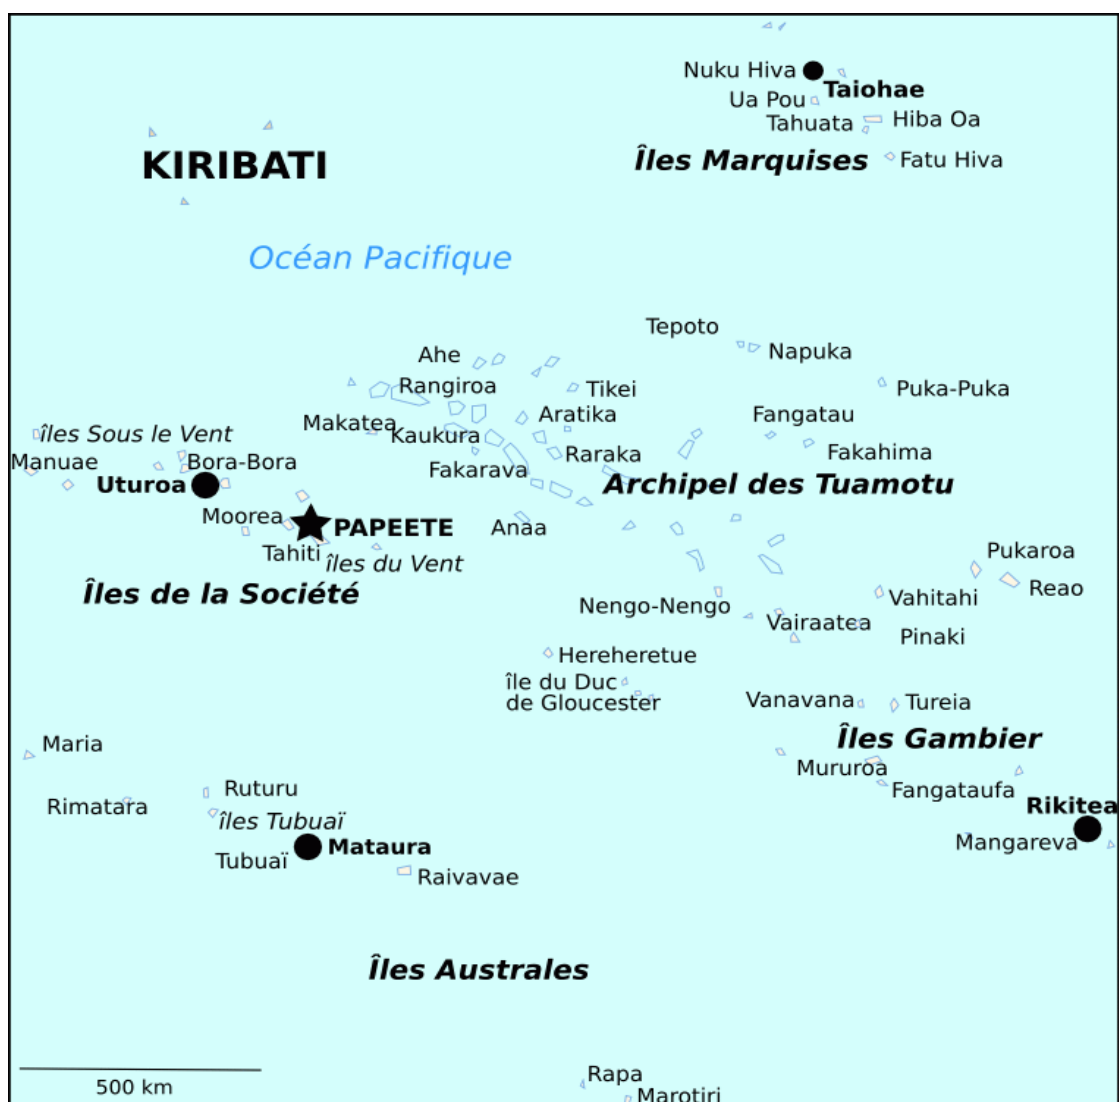 Nuku Hiva
Taiohae
Ua Pou
Hiba Oa
Tahuata
Îles Marquises
Fatu Hiva
KIRIBATI
Océan Pacifique
Tepoto
Napuka
Ahe
Rangiroa
Tikei
Puka-Puka
Makatea
Aratika
Fangatau
îles Sous le Vent
Kaukura
Manuae
Bora-Bora
Fakarava
Raraka
Fakahima
Uturoa
Archipel des Tuamotu
Moorea
PAPEETE
Anaa
Tahiti
îles du Vent
Pukaroa
Îles de la Société
Reao
Nengo-Nengo
Vahitahi
Vairaatea
Pinaki
Hereheretue
île du Duc
de Gloucester
Vanavana
Tureia
Maria
Îles Gambier
Mururoa
Ruturu
Fangataufa
Rimatara
Rikitea
îles Tubuaï
Mataura
Mangareva
Tubuaï
Raivavae
Îles Australes
500 km
Rapa
Marotiri